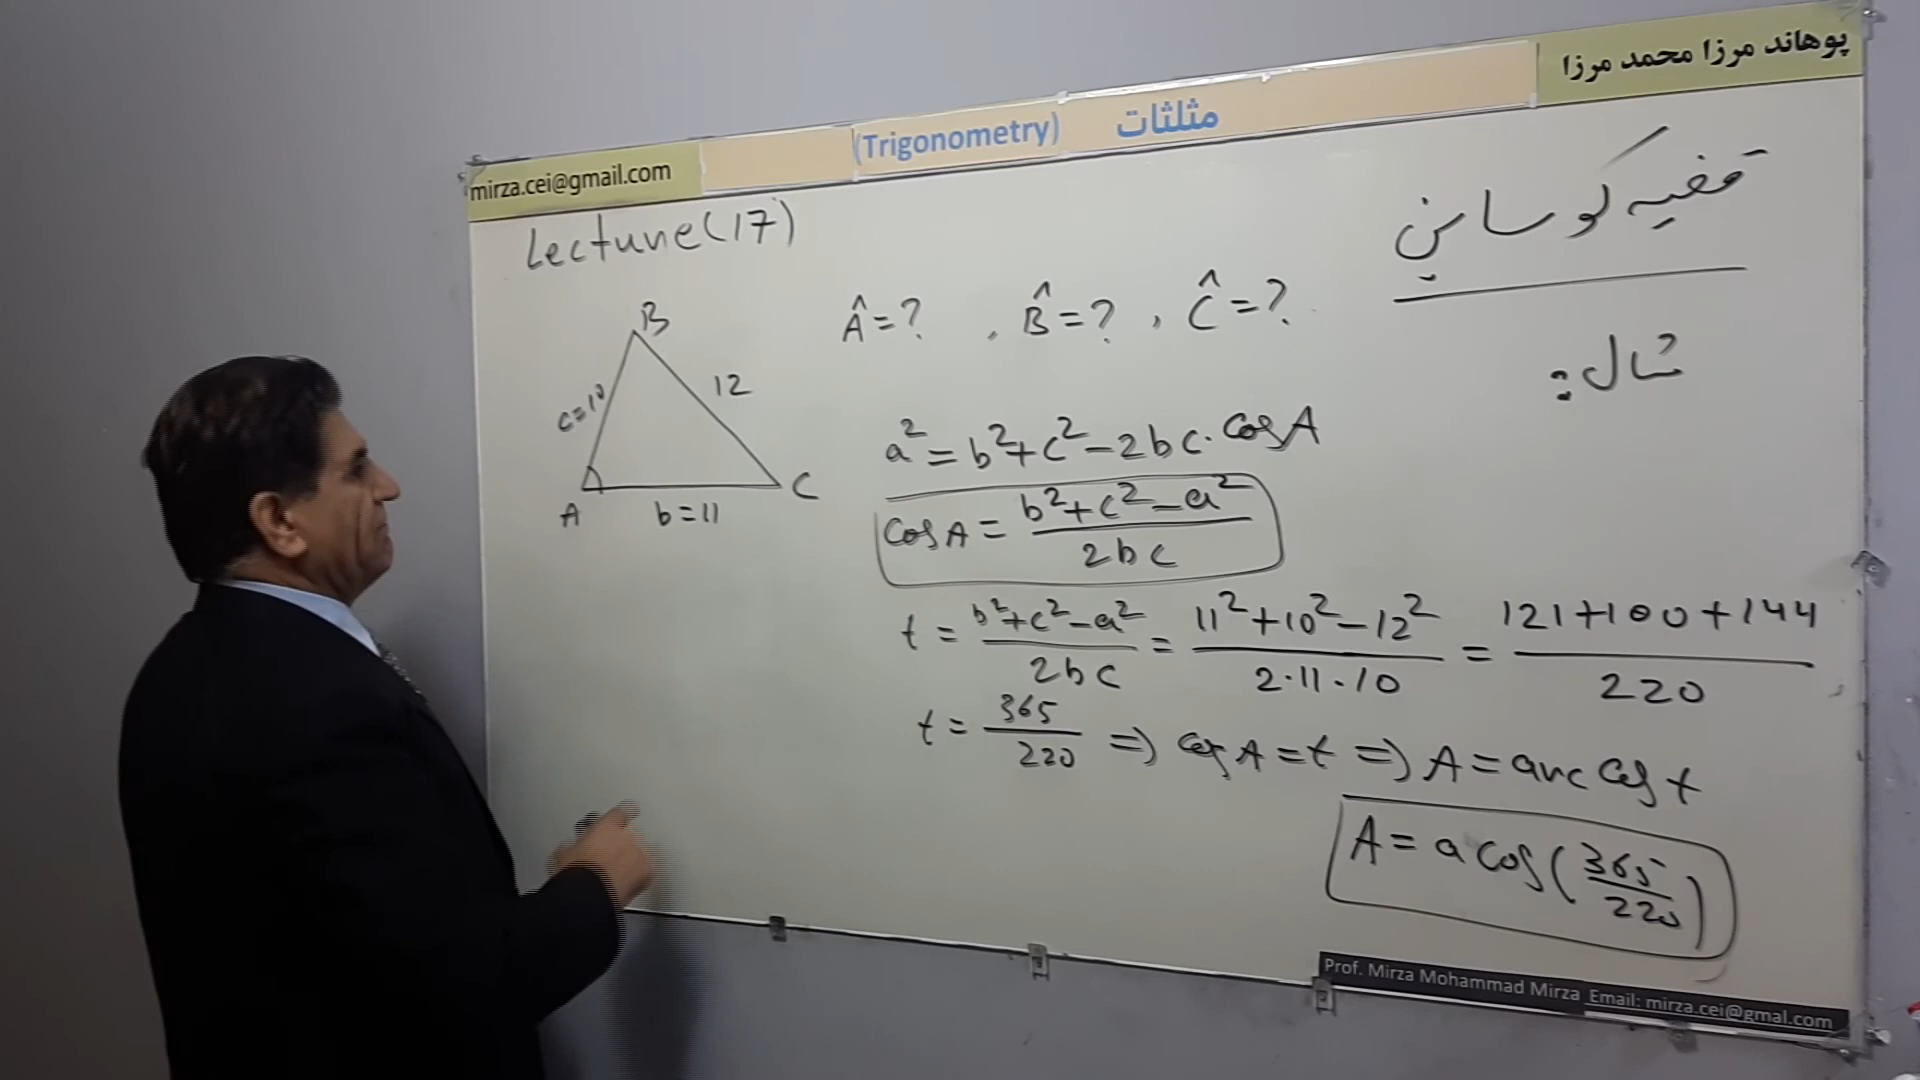 پوهاند مرزا محمد مرزا
(Trigonometry) مثلثات
mirza.cei@gmail.com
Lecture(17)
قضیه کوساین
Â=? , B̂=? , Ĉ=?
مثال:
B
c=10
12
A
b=11
C
a²=b²+c²-2bc.CosA
CosA=(b²+c²-a²)/(2bc)
t=(b²+c²-a²)/(2bc)=(11²+10²-12²)/(2·11·10)=(121+100+144)/220
t=365/220 ⇒ CosA=t ⇒ A=arcCost
A=acos(365/220)
Prof. Mirza Mohammad Mirza Email: mirza.cei@gmal.com